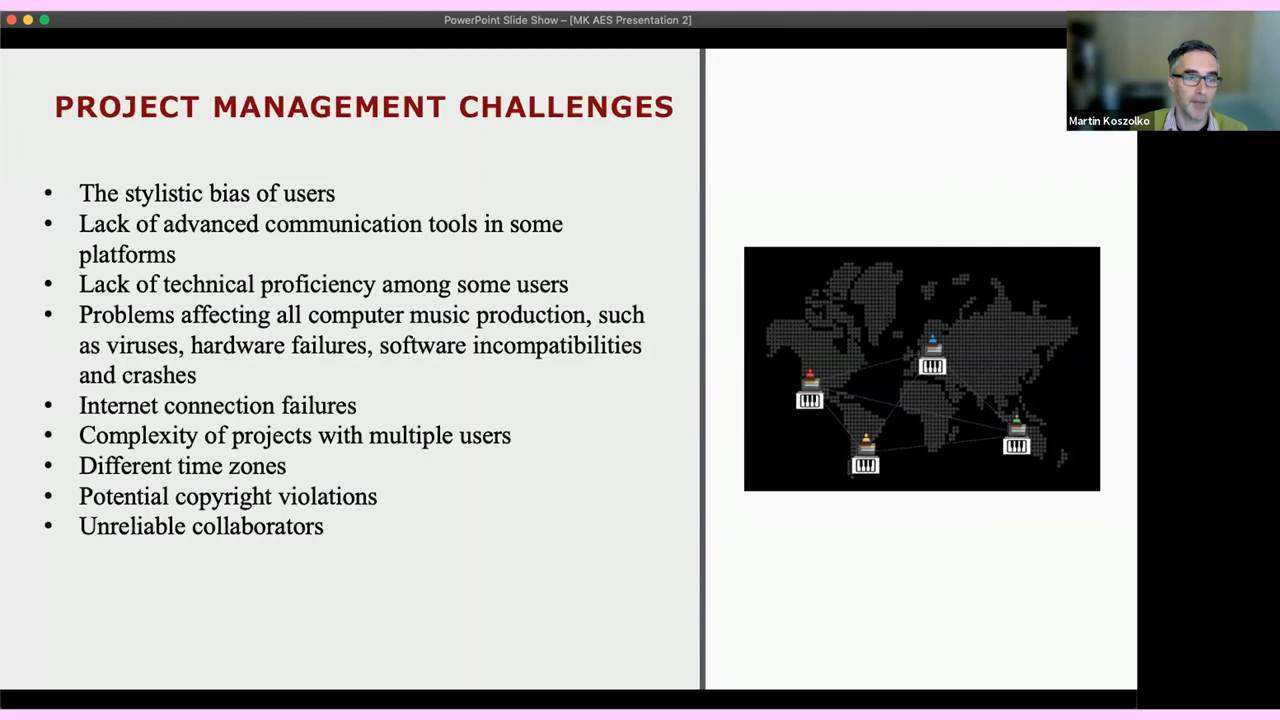 PowerPoint Slide Show – [MK AES Presentation 2]
PROJECT MANAGEMENT CHALLENGES
• The stylistic bias of users
• Lack of advanced communication tools in some
platforms
• Lack of technical proficiency among some users
• Problems affecting all computer music production, such
as viruses, hardware failures, software incompatibilities
and crashes
• Internet connection failures
• Complexity of projects with multiple users
• Different time zones
• Potential copyright violations
• Unreliable collaborators
Martin Koszolko